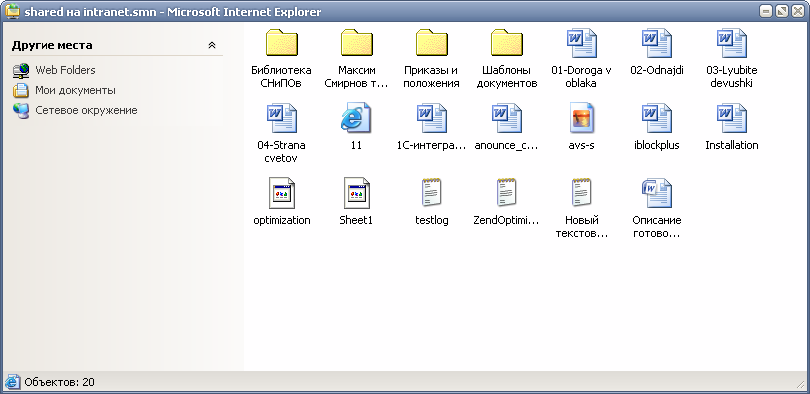 shared на intranet.smn - Microsoft Internet Explorer
Другие места
Web Folders
Мои документы
Сетевое окружение
Библиотека СНиПов
Максим Смирнов т...
Приказы и положения
Шаблоны документов
01-Doroga v oblaka
02-Odnajdi
03-Lyubite devushki
04-Strana cvetov
11
1С-интегра...
anounce_c...
avs-s
iblockplus
Installation
optimization
Sheet1
testlog
ZendOptimi...
Новый текстов...
Описание готово...
Объектов: 20